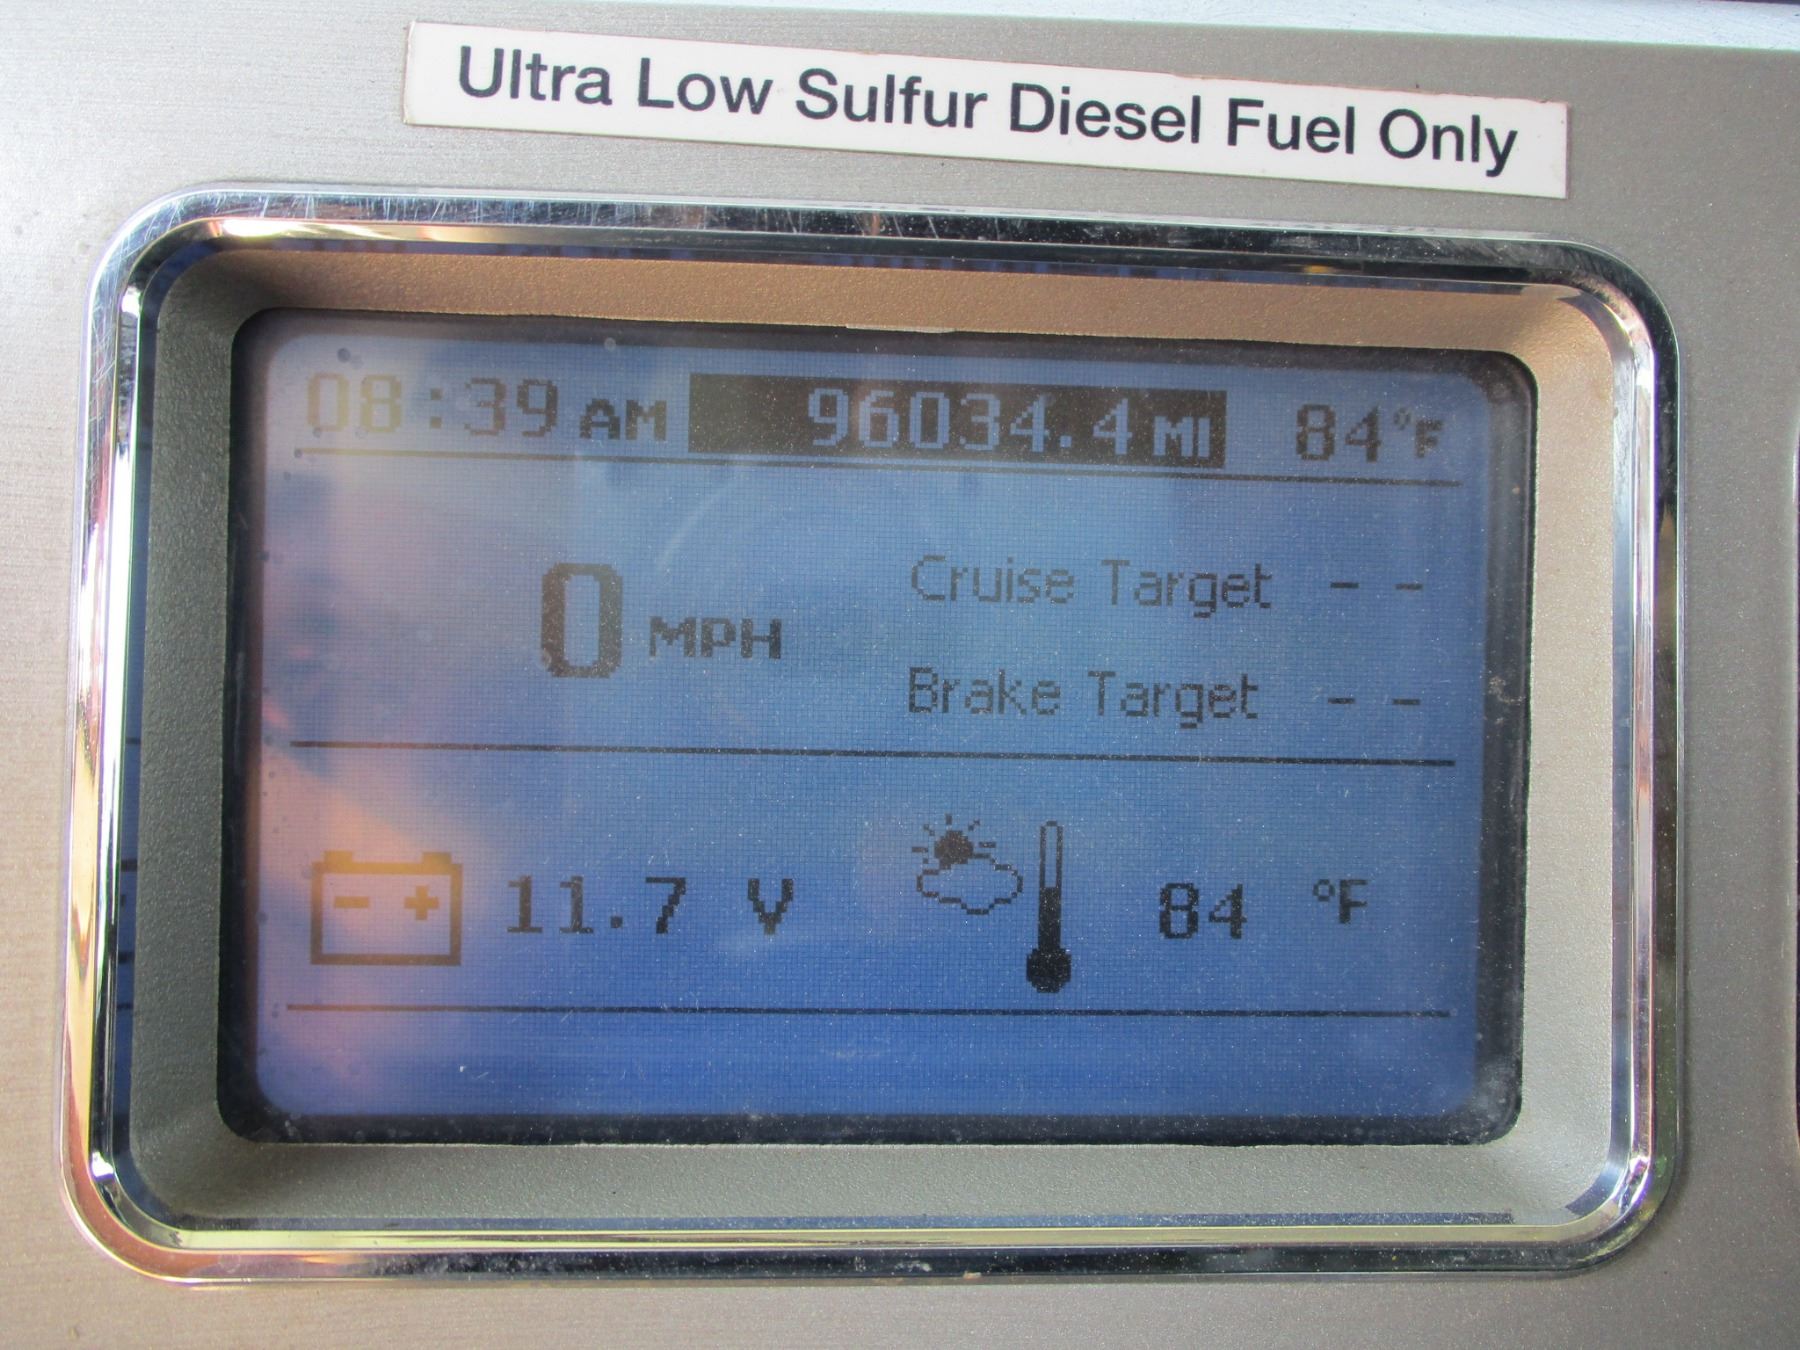 Ultra Low Sulfur Diesel Fuel Only
08:39 AM 96034.4 MI 84°F
Cruise Target - -
0 MPH
Brake Target - -
- + 11.7 V 84 °F